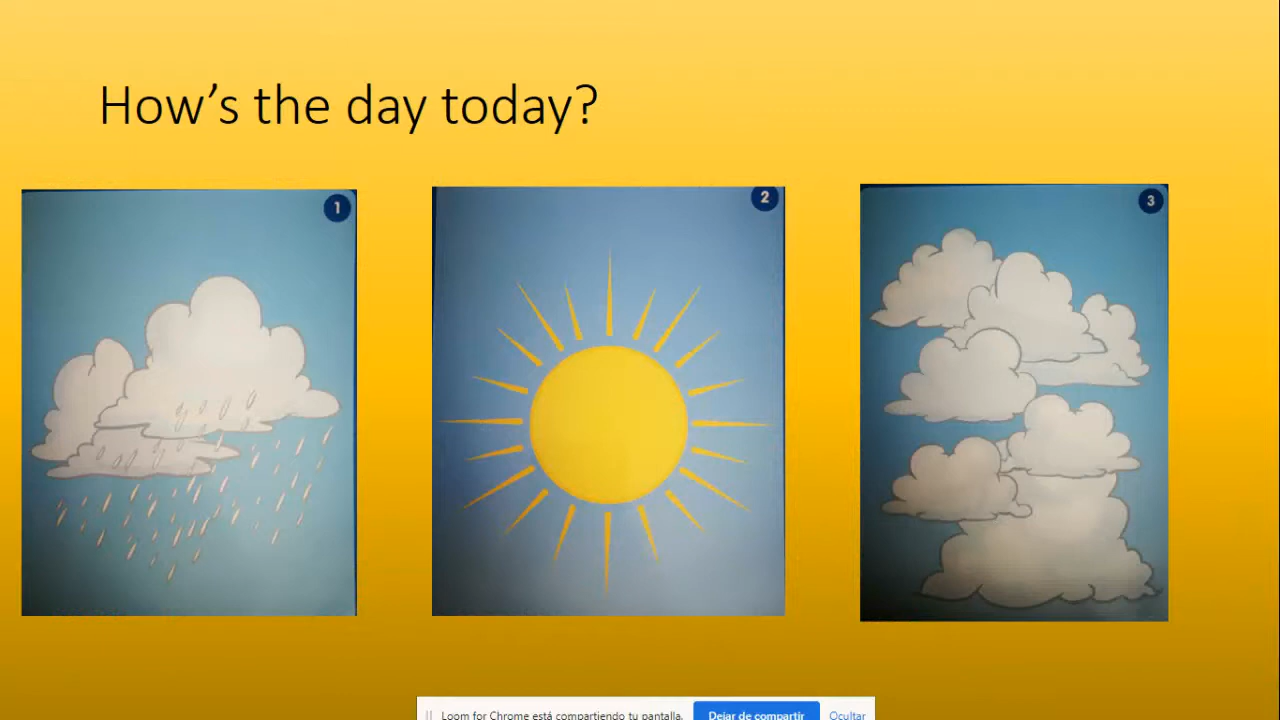 How's the day today?
1
2
3
Loom for Chrome está compartiendo tu pantalla.
Dejar de compartir
Ocultar